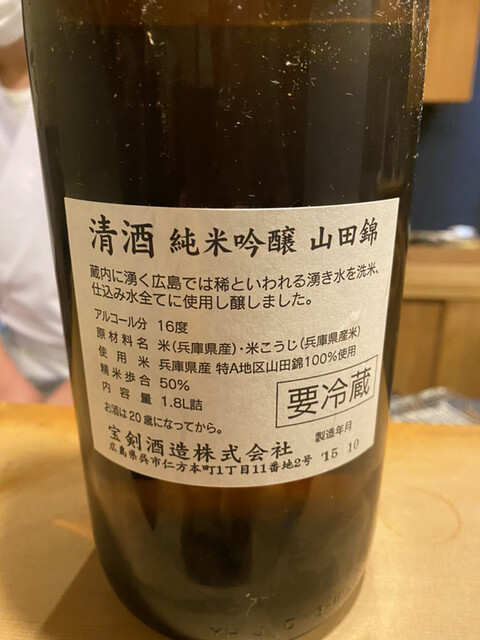 清酒 純米吟醸 山田錦
蔵内に湧く広島では稀といわれる湧き水を洗米、
仕込み水全てに使用し醸しました。
アルコール分 16度
原材料名 米(兵庫県産)・米こうじ(兵庫県産米)
使用米 兵庫県産 特A地区山田錦100%使用
精米歩合 50%
内容量 1.8L詰
要冷蔵
お酒は20歳になってから。
宝剣酒造株式会社
広島県呉市仁方本町1丁目11番地2号
製造年月
'15 10